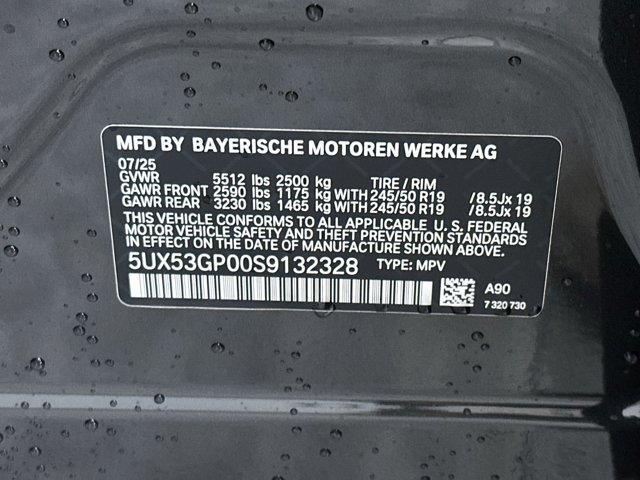 MFD BY BAYERISCHE MOTOREN WERKE AG
07/25
GVWR 5512 lbs 2500 kg TIRE / RIM
GAWR FRONT 2590 lbs 1175 kg WITH 245/50 R19 /8.5Jx 19
GAWR REAR 3230 lbs 1465 kg WITH 245/50 R19 /8.5Jx 19
THIS VEHICLE CONFORMS TO ALL APPLICABLE U. S. FEDERAL
MOTOR VEHICLE SAFETY AND THEFT PREVENTION
STANDARDS IN EFFECT ON THE DATE OF MANUFACTURE SHOWN ABOVE.
5UX53GP00S9132328 TYPE: MPV
A90
7 320 730